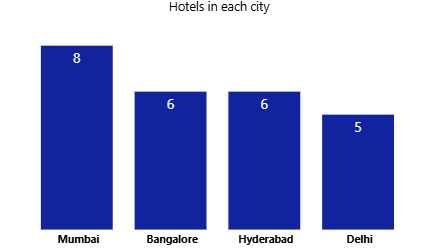 Hotels in each city
8
6
6
5
Mumbai
Bangalore
Hyderabad
Delhi